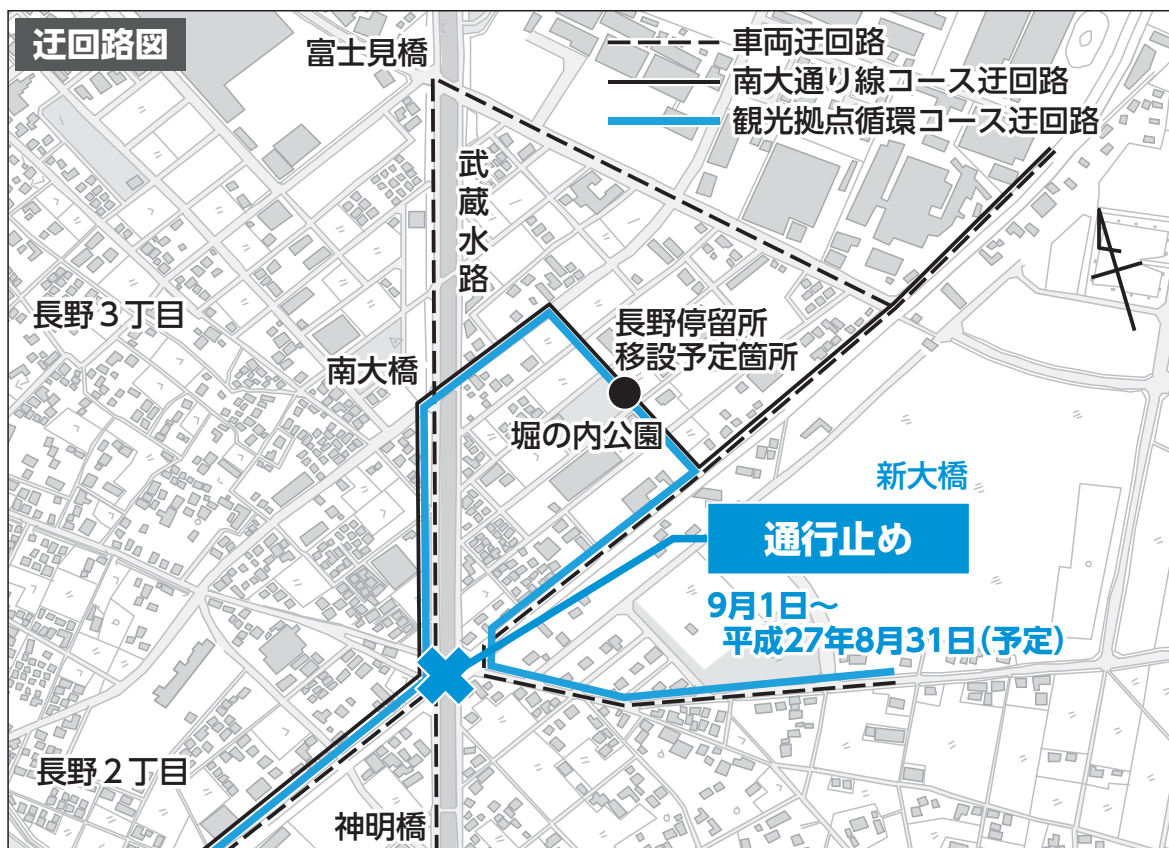 迂回路図
富士見橋
車両迂回路
南大通り線コース迂回路
観光拠点循環コース迂回路
武蔵水路
長野3丁目
長野停留所
移設予定箇所
南大橋
堀の内公園
新大橋
通行止め
9月1日～
平成27年8月31日(予定)
長野2丁目
神明橋